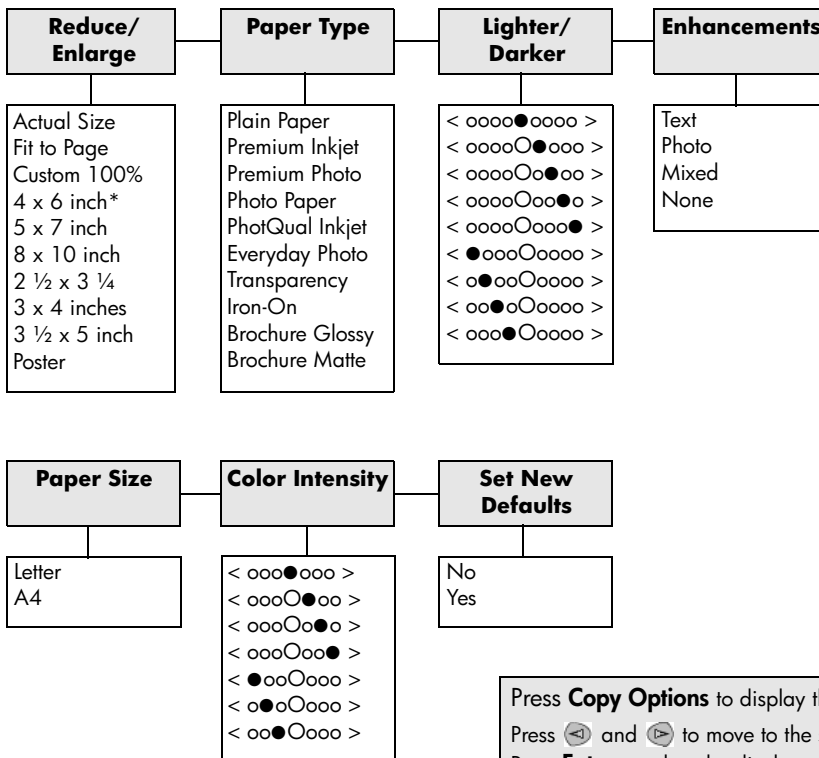 Reduce/
Enlarge
Paper Type
Lighter/
Darker
Enhancements
Actual Size
Fit to Page
Custom 100%
4 x 6 inch*
5 x 7 inch
8 x 10 inch
2 ½ x 3 ¼
3 x 4 inches
3 ½ x 5 inch
Poster
Plain Paper
Premium Inkjet
Premium Photo
Photo Paper
PhotQual Inkjet
Everyday Photo
Transparency
Iron-On
Brochure Glossy
Brochure Matte
< oooo●oooo >
< ooooO●ooo >
< ooooOo●oo >
< ooooOoo●o >
< ooooOooo● >
< ●oooOoooo >
< o●ooOoooo >
< oo●oOoooo >
< ooo●Ooooo >
Text
Photo
Mixed
None
Paper Size
Color Intensity
Set New
Defaults
Letter
A4
< ooo●ooo >
< oooO●oo >
< oooOo●o >
< oooOoo● >
< ●ooOooo >
< o●oOooo >
< oo●Oooo >
No
Yes
Press Copy Options to display
Press and to move to the